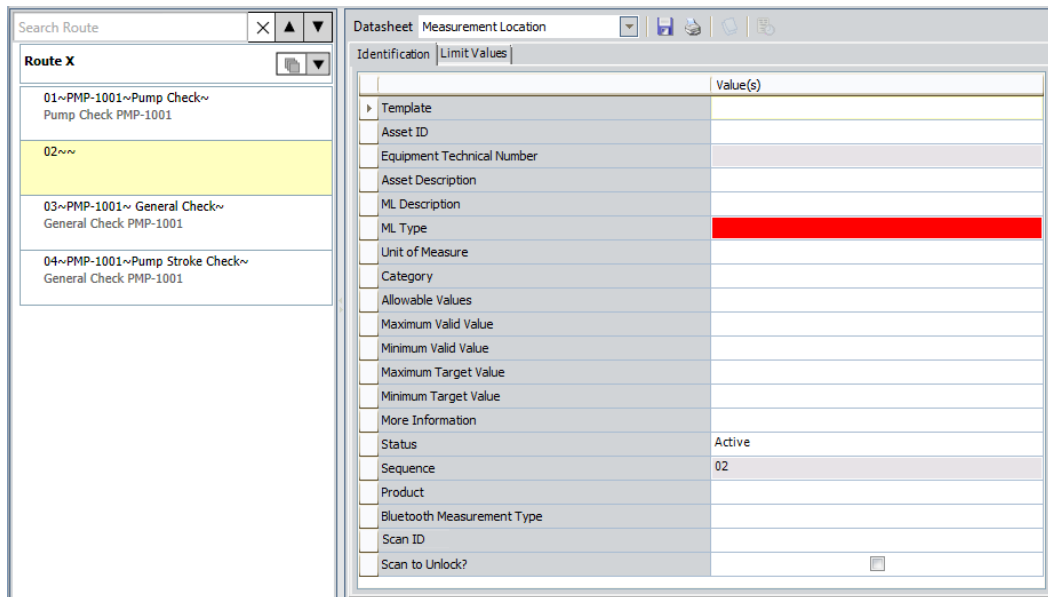 Search Route
Route X
01~PMP-1001~Pump Check~
Pump Check PMP-1001
02~~
03~PMP-1001~ General Check~
General Check PMP-1001
04~PMP-1001~Pump Stroke Check~
General Check PMP-1001
Datasheet Measurement Location
Identification Limit Values
Value(s)
Template
Asset ID
Equipment Technical Number
Asset Description
ML Description
ML Type
Unit of Measure
Category
Allowable Values
Maximum Valid Value
Minimum Valid Value
Maximum Target Value
Minimum Target Value
More Information
Status Active
Sequence 02
Product
Bluetooth Measurement Type
Scan ID
Scan to Unlock?